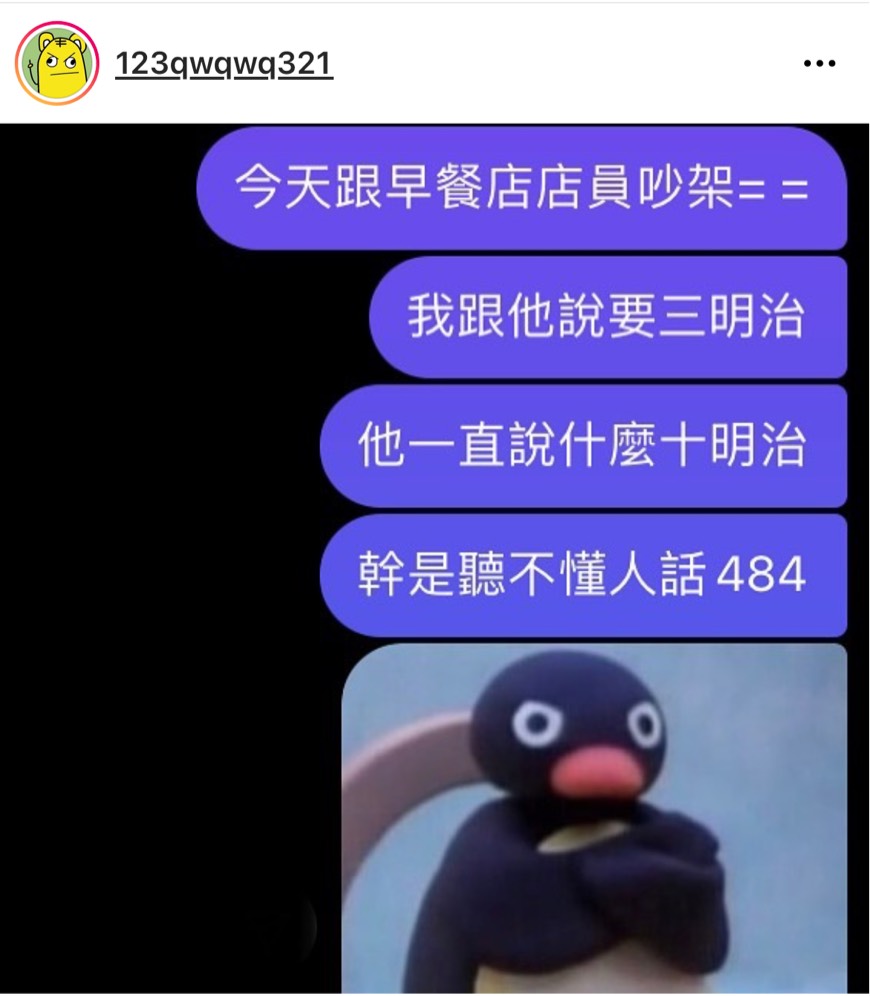 123qwqwq321
今天跟早餐店店員吵架= =
我跟他說要三明治
他一直說什麼十明治
幹是聽不懂人話484